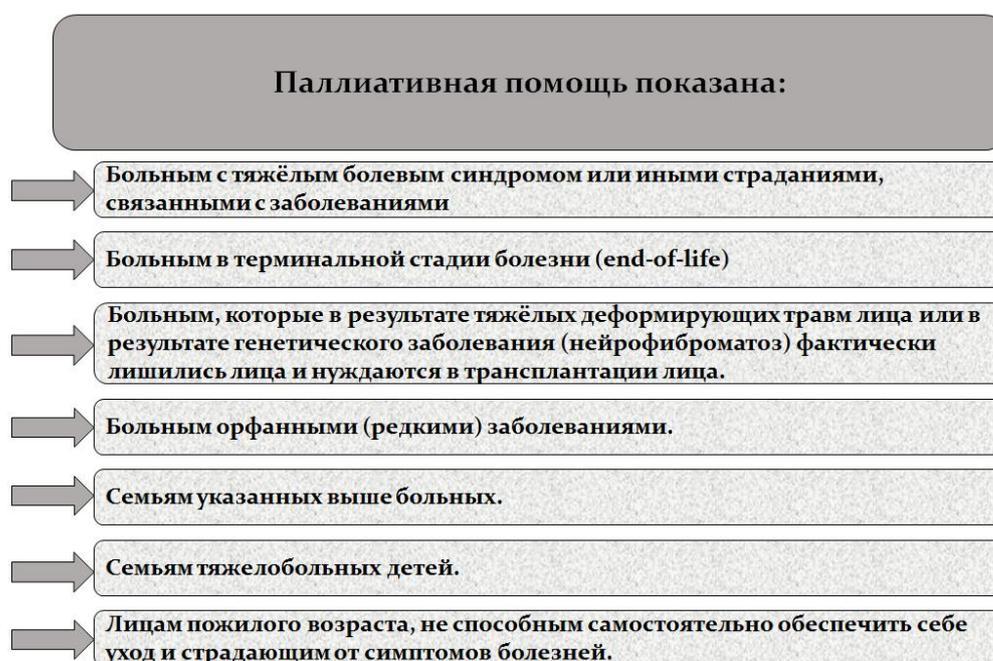 Паллиативная помощь показана:
Больным с тяжёлым болевым синдромом или иными страданиями,
связанными с заболеваниями
Больным в терминальной стадии болезни (end-of-life)
Больным, которые в результате тяжёлых деформирующих травм лица или в
результате генетического заболевания (нейрофиброматоз) фактически
лишились лица и нуждаются в трансплантации лица.
Больным орфанными (редкими) заболеваниями.
Семьям указанных выше больных.
Семьям тяжелобольных детей.
Лицам пожилого возраста, не способным самостоятельно обеспечить себе
уход и страдающим от симптомов болезней.